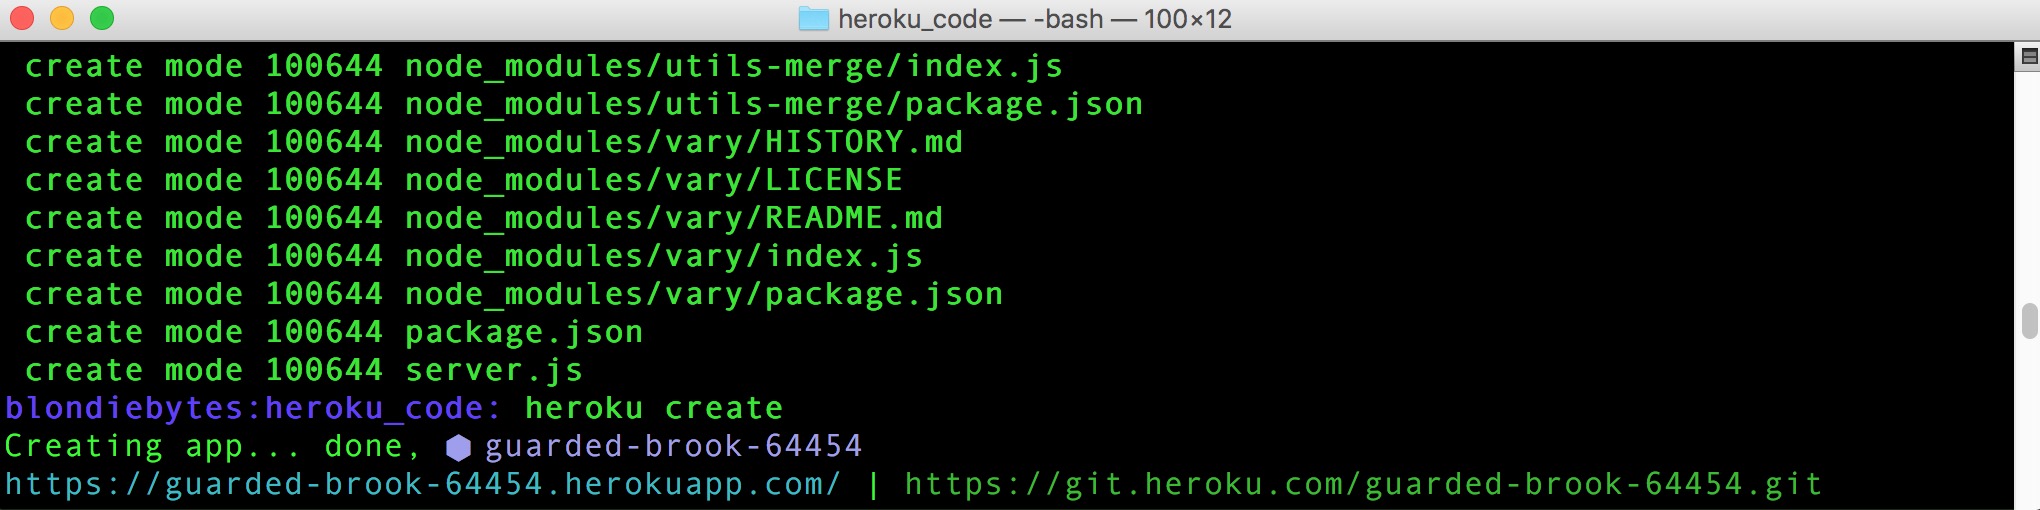 heroku_code — -bash — 100×12
create mode 100644 node_modules/utils-merge/index.js
create mode 100644 node_modules/utils-merge/package.json
create mode 100644 node_modules/vary/HISTORY.md
create mode 100644 node_modules/vary/LICENSE
create mode 100644 node_modules/vary/README.md
create mode 100644 node_modules/vary/index.js
create mode 100644 node_modules/vary/package.json
create mode 100644 package.json
create mode 100644 server.js
blondiebytes:heroku_code: heroku create
Creating app... done, ⬢ guarded-brook-64454
https://guarded-brook-64454.herokuapp.com/ | https://git.heroku.com/guarded-brook-64454.git